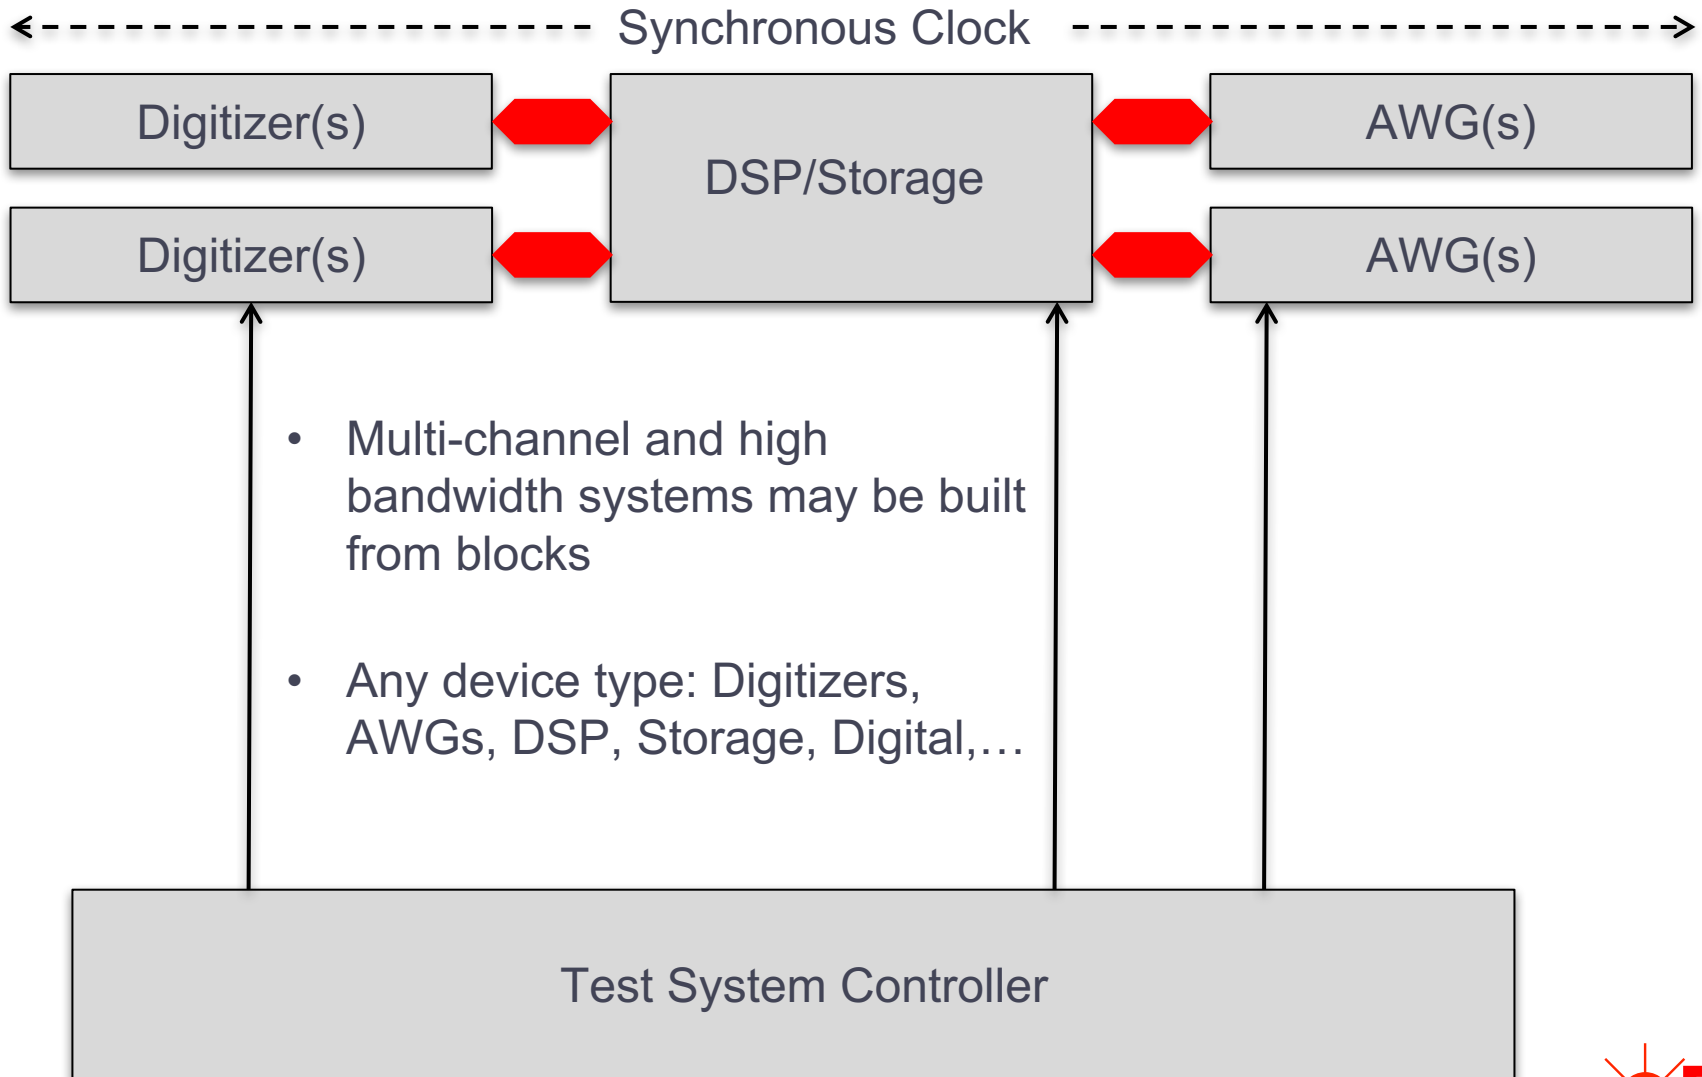 Synchronous Clock
Digitizer(s)
DSP/Storage
AWG(s)
Digitizer(s)
AWG(s)
• Multi-channel and high
bandwidth systems may be built
from blocks
• Any device type: Digitizers,
AWGs, DSP, Storage, Digital,…
Test System Controller